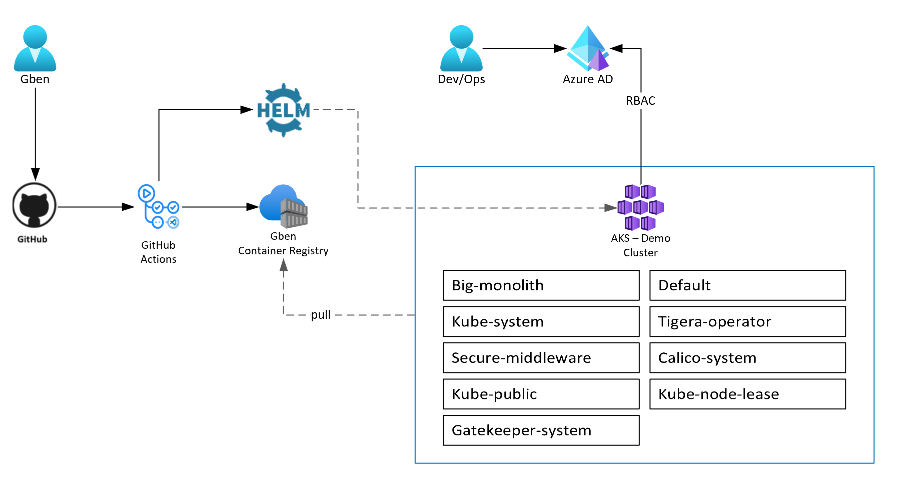 Gben
Dev/Ops
Azure AD
RBAC
HELM
GitHub
GitHub
Actions
Gben
Container Registry
AKS – Demo
Cluster
pull
Big-monolith
Default
Kube-system
Tigera-operator
Secure-middleware
Calico-system
Kube-public
Kube-node-lease
Gatekeeper-system